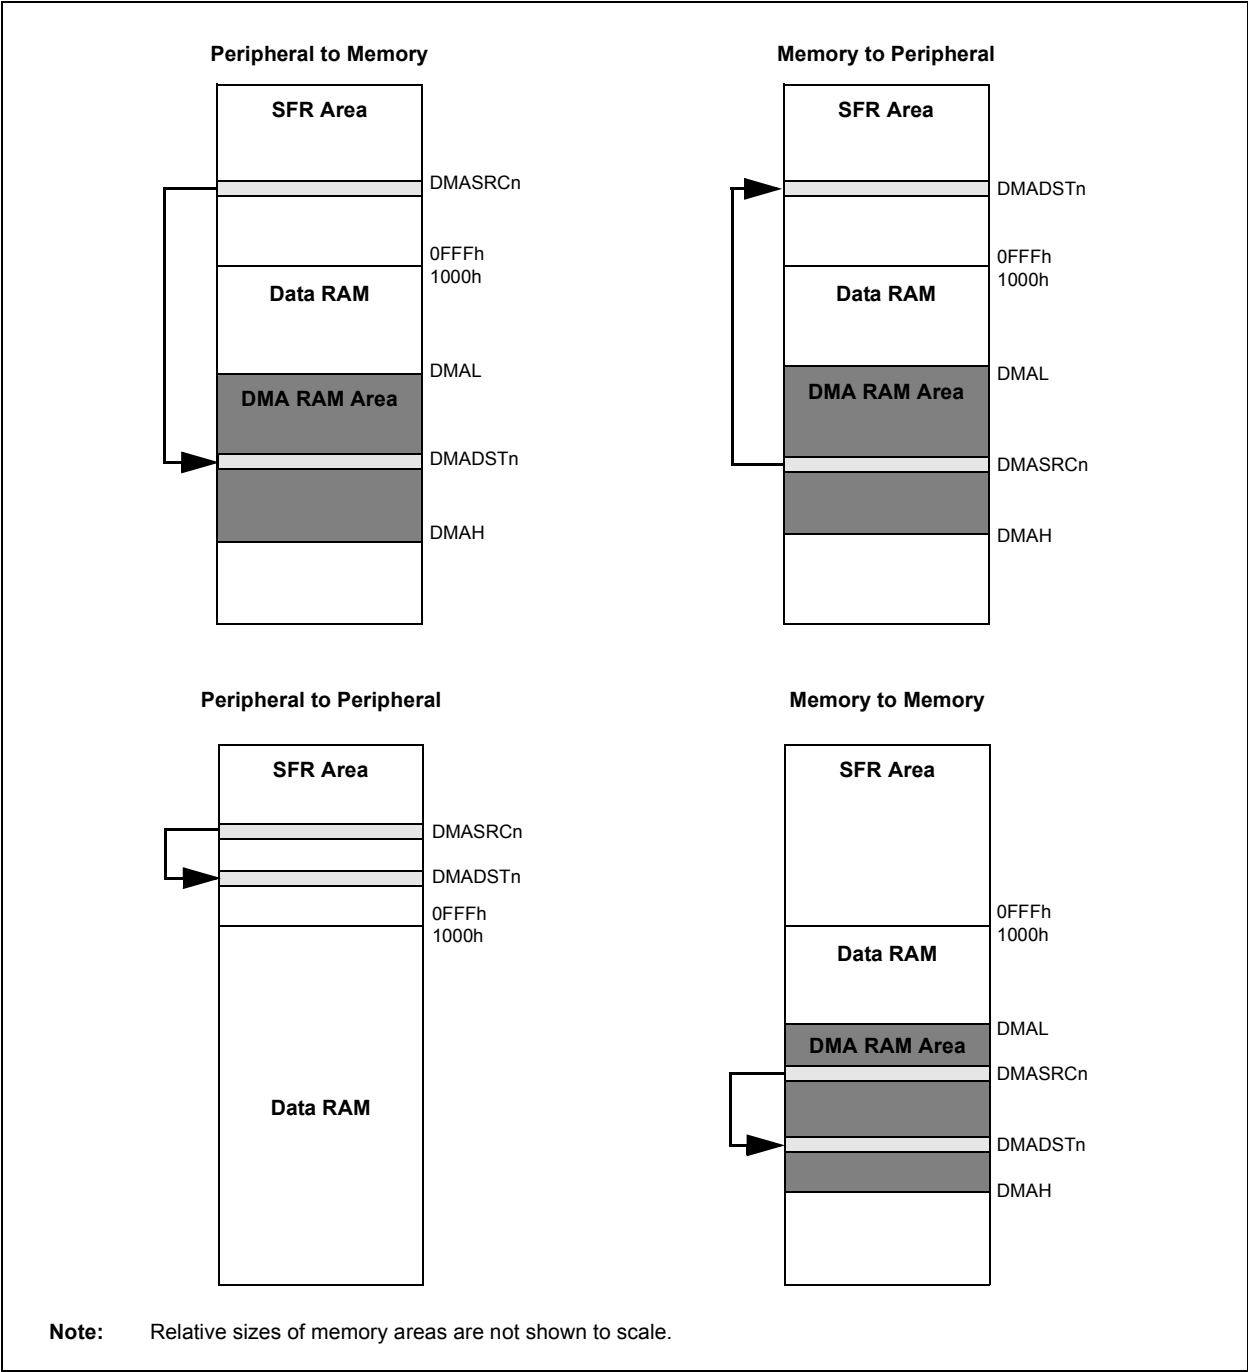 Peripheral to Memory
SFR Area
DMASRCn
0FFFh
1000h
Data RAM
DMAL
DMA RAM Area
DMADSTn
DMAH
Memory to Peripheral
SFR Area
DMADSTn
0FFFh
1000h
Data RAM
DMAL
DMA RAM Area
DMASRCn
DMAH
Peripheral to Peripheral
SFR Area
DMASRCn
DMADSTn
0FFFh
1000h
Data RAM
Memory to Memory
SFR Area
0FFFh
1000h
Data RAM
DMAL
DMA RAM Area
DMASRCn
DMADSTn
DMAH
Note: Relative sizes of memory areas are not shown to scale.